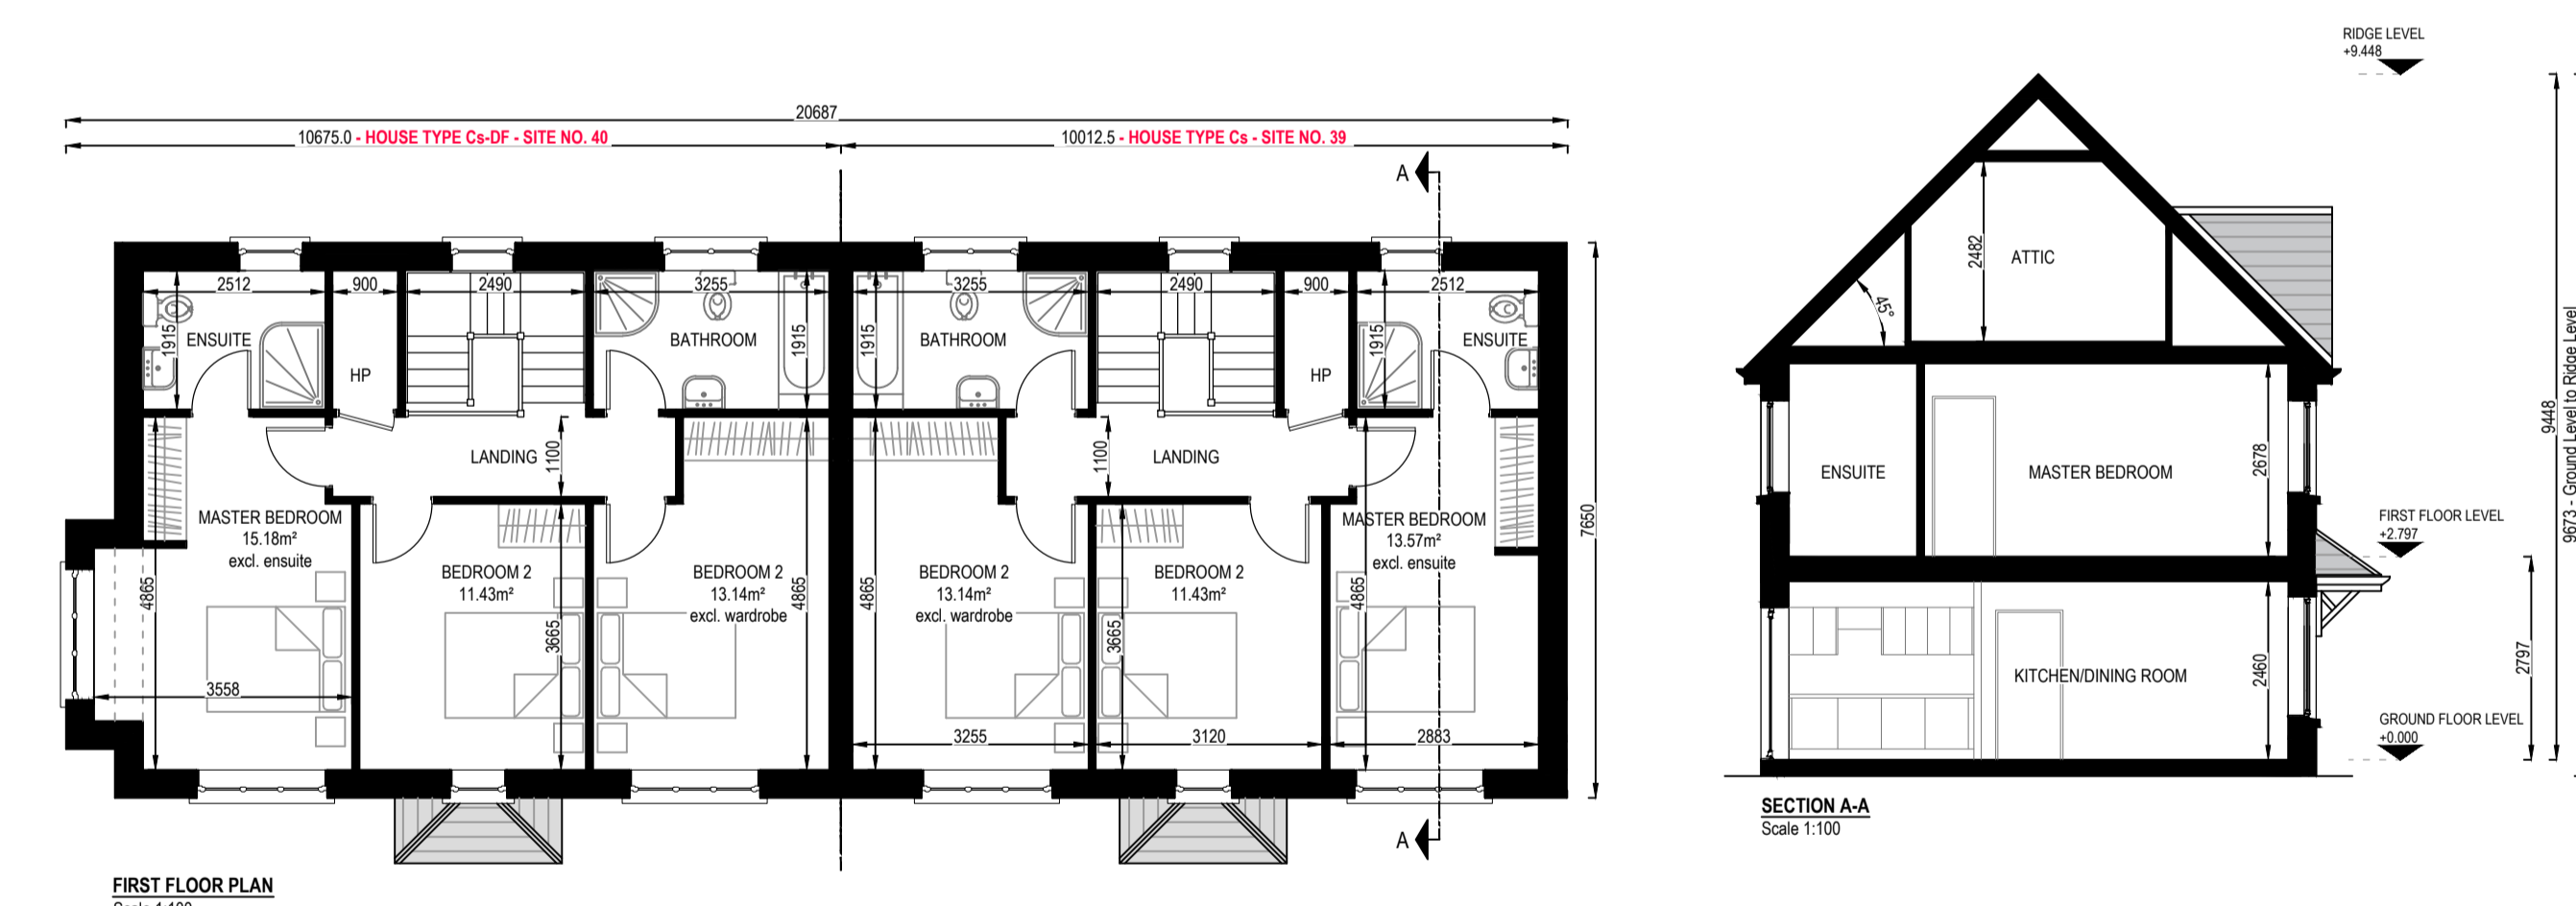 RIDGE LEVEL
+9.448
20687
10675.0 - HOUSE TYPE Cs-DF - SITE NO. 40
10012.5 - HOUSE TYPE Cs - SITE NO. 39
A
2512
900
2490
3255
3255
2490
900
2512
1915
ENSUITE
HP
BATHROOM
1915
1915
BATHROOM
HP
1915
ENSUITE
LANDING
1100
1100
LANDING
MASTER BEDROOM
15.18m²
excl. ensuite
4865
BEDROOM 2
11.43m²
3665
BEDROOM 2
13.14m²
excl. wardrobe
4865
4865
BEDROOM 2
13.14m²
excl. wardrobe
3665
BEDROOM 2
11.43m²
MASTER BEDROOM
13.57m²
excl. ensuite
4865
7650
3558
3255
3120
2883
A
FIRST FLOOR PLAN
Scale 1:100
2482
ATTIC
45°
ENSUITE
MASTER BEDROOM
2678
FIRST FLOOR LEVEL
+2.797
KITCHEN/DINING ROOM
2460
2797
GROUND FLOOR LEVEL
+0.000
9448
9673 - Ground Level to Ridge Level
SECTION A-A
Scale 1:100